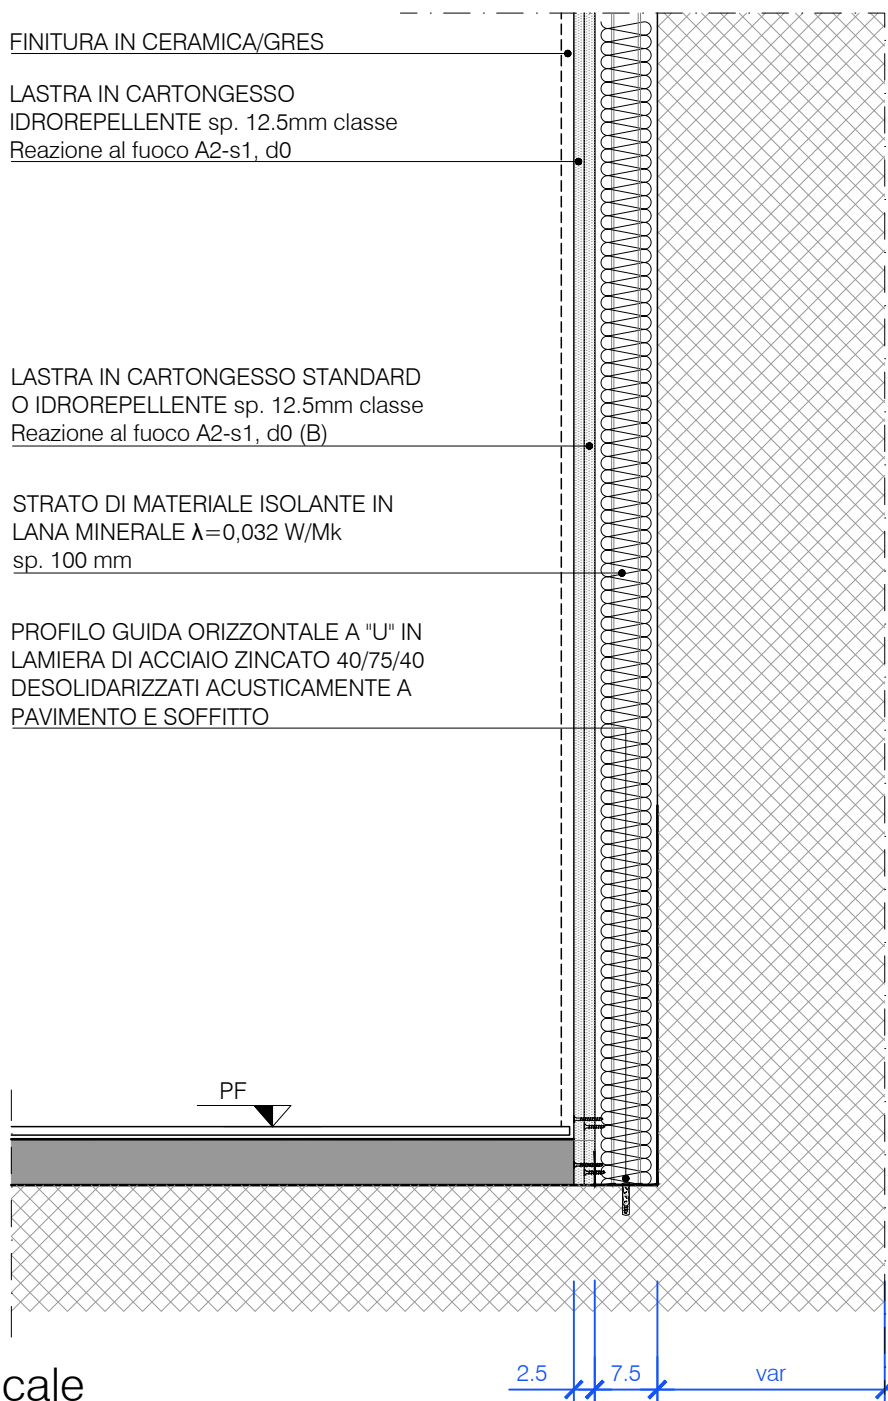 FINITURA IN CERAMICA/GRES
LASTRA IN CARTONGESSO
IDROREPELLENTE sp. 12.5mm classe
Reazione al fuoco A2-s1, d0
LASTRA IN CARTONGESSO STANDARD
O IDROREPELLENTE sp. 12.5mm classe
Reazione al fuoco A2-s1, d0 (B)
STRATO DI MATERIALE ISOLANTE IN
LANA MINERALE λ=0,032 W/Mk
sp. 100 mm
PROFILO GUIDA ORIZZONTALE A "U" IN
LAMIERA DI ACCIAIO ZINCATO 40/75/40
DESOLIDARIZZATI ACUSTICAMENTE A
PAVIMENTO E SOFFITTO
PF
2.5 7.5 var
cale